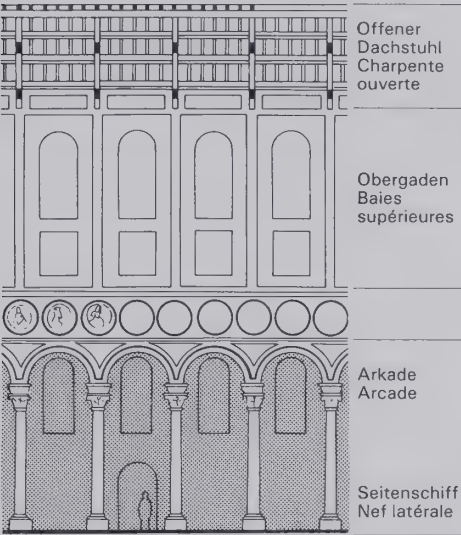 Offener
Dachstuhl
Charpente
ouverte
Obergaden
Baies
supérieures
Arkade
Arcade
Seitenschiff
Nef latérale